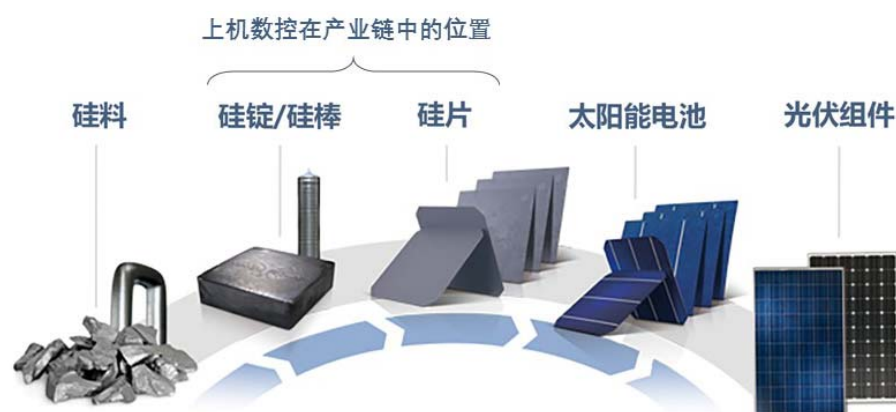 上机数控在产业链中的位置
硅料
硅锭/硅棒
硅片
太阳能电池
光伏组件